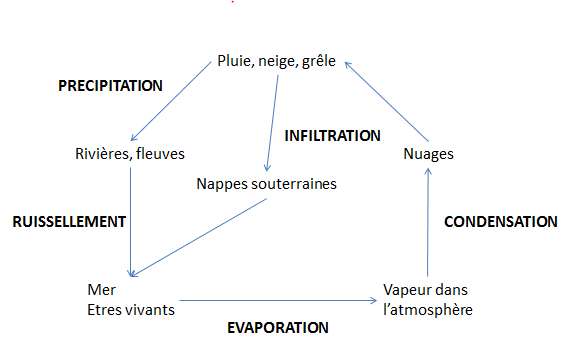 Pluie, neige, grêle
PRECIPITATION
INFILTRATION
Rivières, fleuves
Nuages
Nappes souterraines
RUISSELLEMENT
CONDENSATION
Mer
Etres vivants
Vapeur dans
l’atmosphère
EVAPORATION